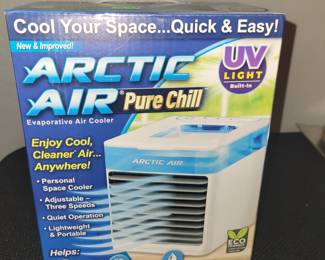 Cool Your Space...Quick & Easy!
New & Improved!
ARCTIC
AIR® Pure Chill
Evaporative Air Cooler
UV
LIGHT
Built-In
Enjoy Cool,
Cleaner Air...
Anywhere!
• Personal
Space Cooler
• Adjustable –
Three Speeds
• Quiet Operation
• Lightweight
& Portable
Helps:
ARCTIC AIR
ECO